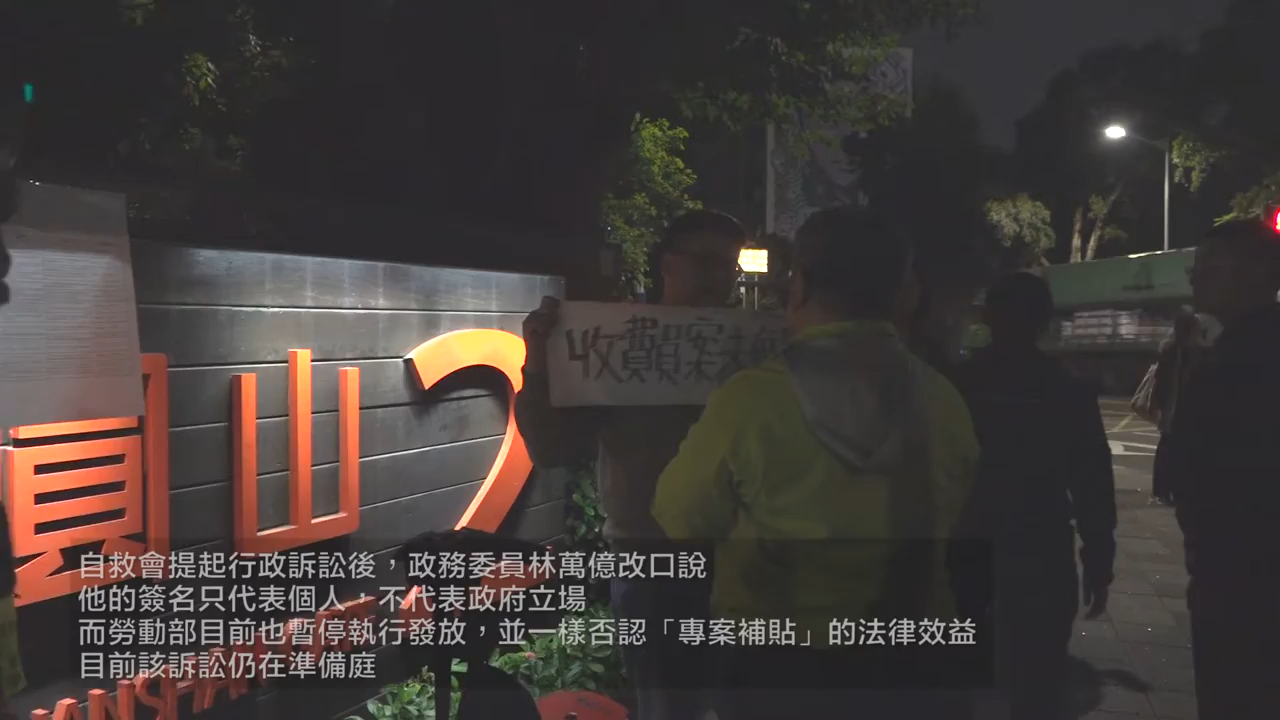 收費員案
圓山2
自救會提起行政訴訟後，政務委員林萬億改口說
他的簽名只代表個人，不代表政府立場
而勞動部目前也暫停執行發放，並一樣否認「專案補貼」的法律效益
目前該訴訟仍在準備庭